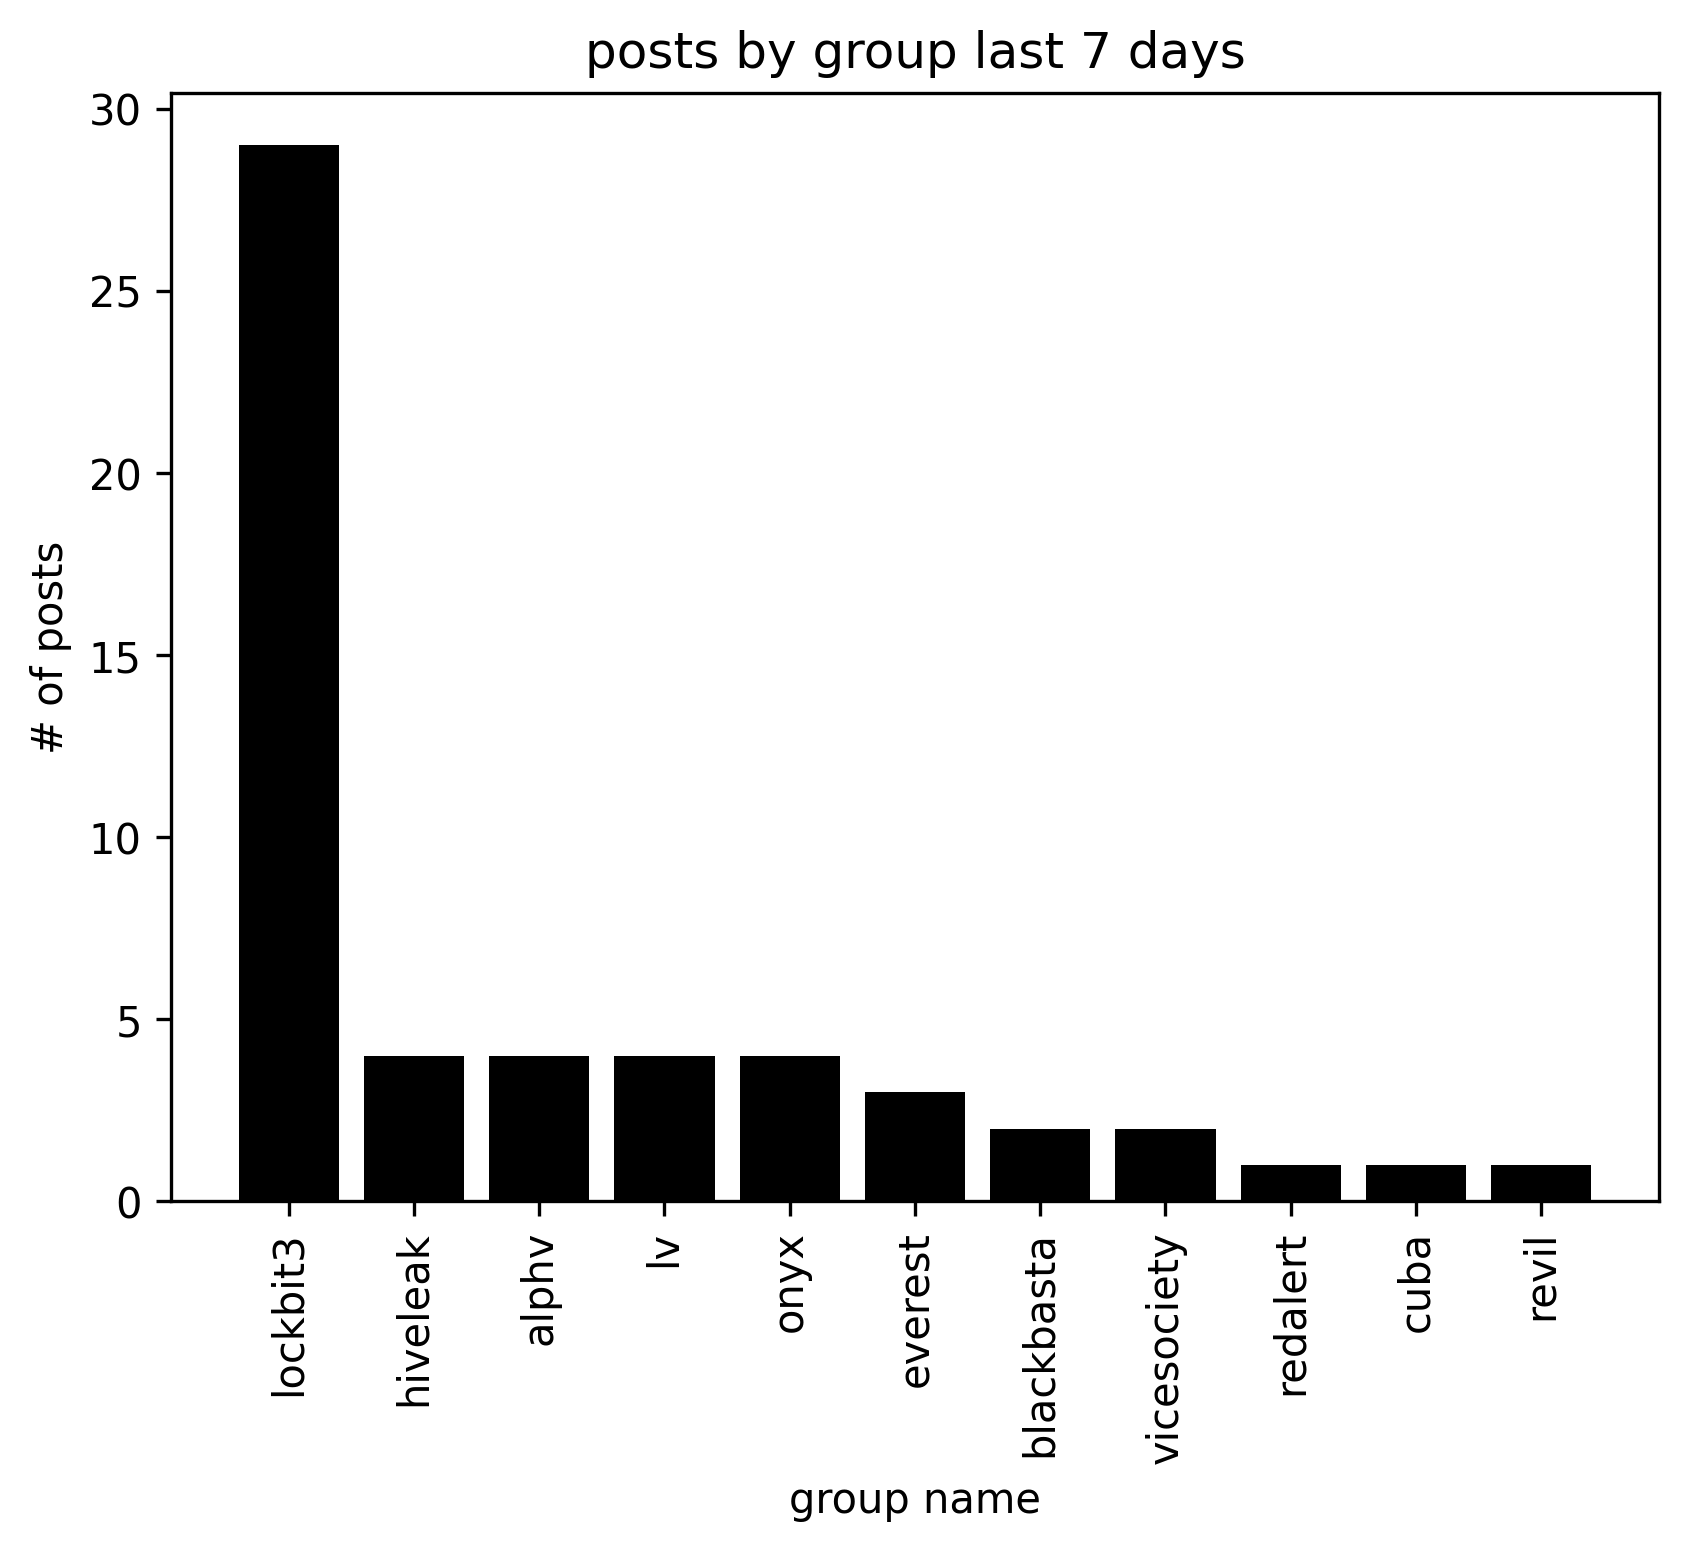 posts by group last 7 days
30
25
20
15
10
5
0
# of posts
lockbit3
hiveleak
alphv
lv
onyx
everest
blackbasta
vicesociety
redalert
cuba
revil
group name